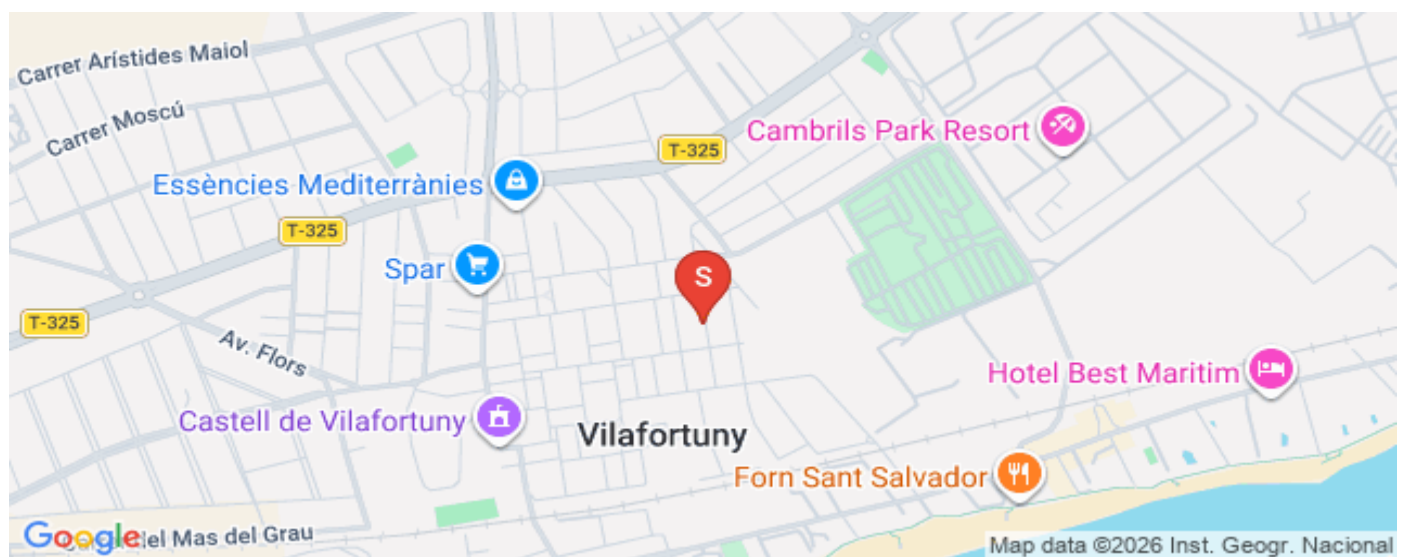 Carrer Arístides Maiol
Carrer Moscú
Cambrils Park Resort
T-325
Essències Mediterrànies
T-325
Spar
S
T-325
Av. Flors
Hotel Best Maritim
Castell de Vilafortuny
Vilafortuny
Forn Sant Salvador
Google
del Mas del Grau
Map data ©2026 Inst. Geogr. Nacional